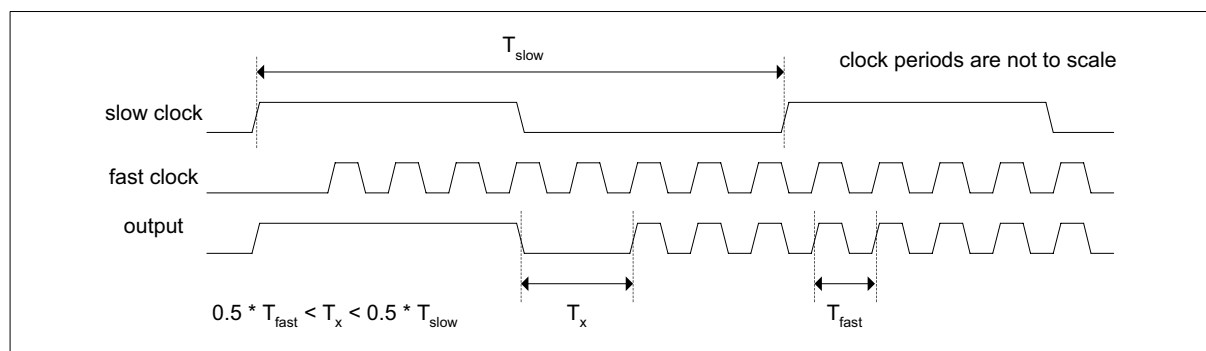 T_slow
clock periods are not to scale
slow clock
fast clock
output
0.5 * T_fast < T_x < 0.5 * T_slow
T_x
T_fast